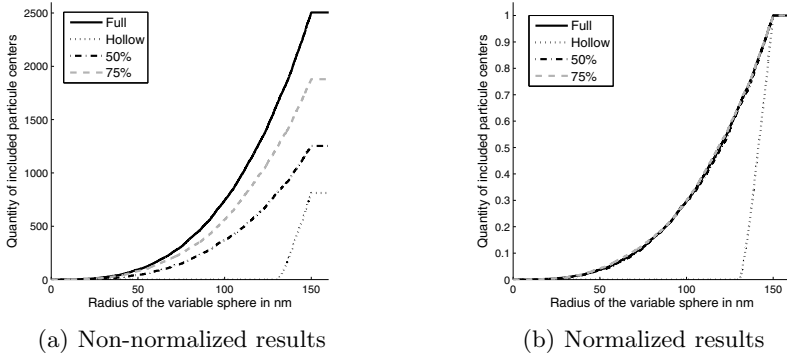 2500
2000
1500
1000
500
0
Quantity of included particule centers
Full
Hollow
50%
75%
0 50 100 150
Radius of the variable sphere in nm
(a) Non-normalized results
1
0.9
0.8
0.7
0.6
0.5
0.4
0.3
0.2
0.1
0
Quantity of included particule centers
Full
Hollow
50%
75%
0 50 100 150
Radius of the variable sphere in nm
(b) Normalized results